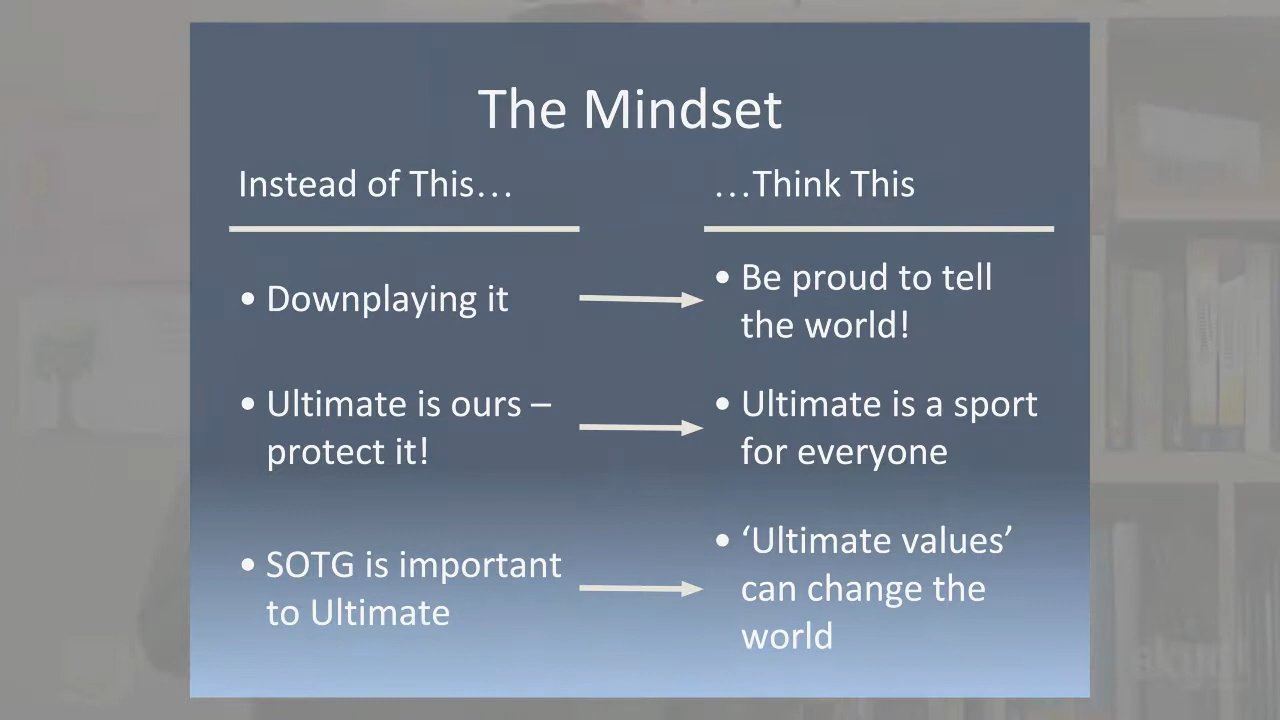 The Mindset
Instead of This…
…Think This
• Downplaying it
• Be proud to tell
the world!
• Ultimate is ours –
protect it!
• Ultimate is a sport
for everyone
• SOTG is important
to Ultimate
• ‘Ultimate values’
can change the
world